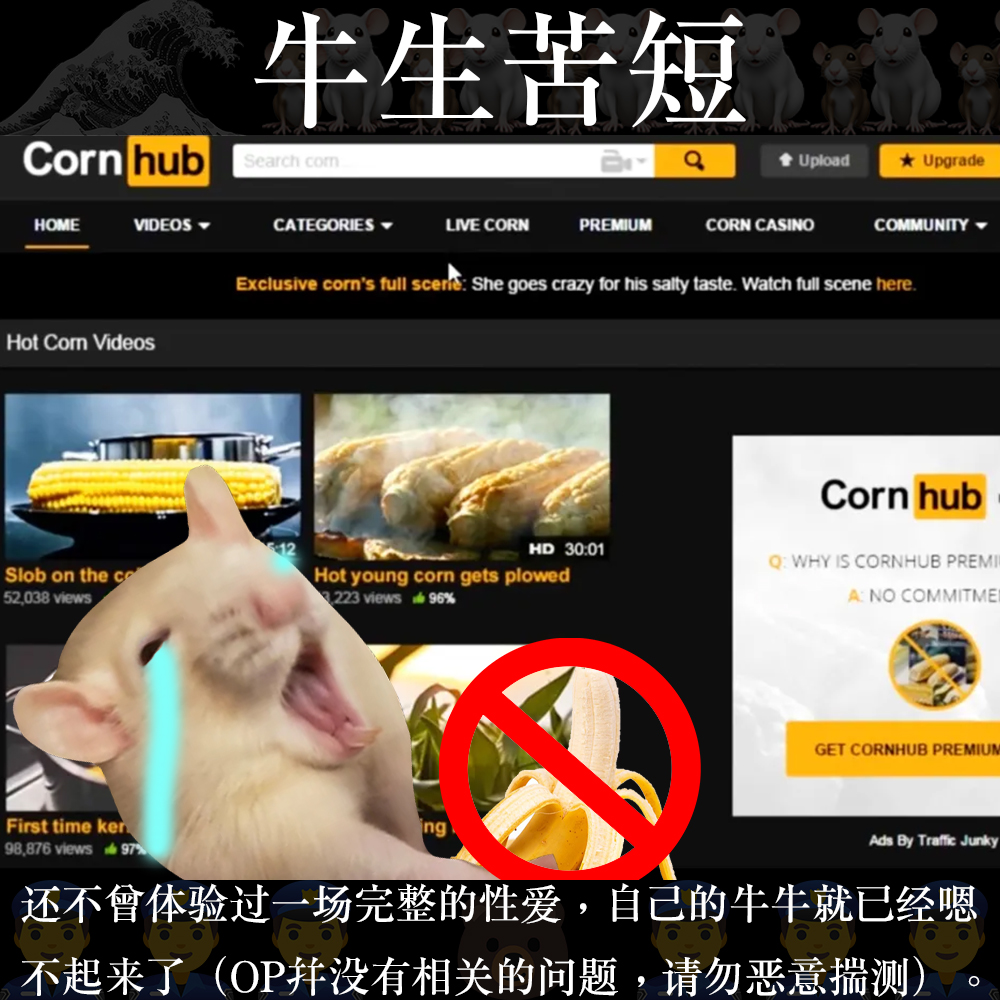 牛生苦短
Corn hub
Search corn
Upload
Upgrade
HOME
VIDEOS
CATEGORIES
LIVE CORN
PREMIUM
CORN CASINO
COMMUNITY
Exclusive corn's full scene: She goes crazy for his salty taste. Watch full scene here.
Hot Corn Videos
5:12
HD 30:01
Slob on the
52,038 views
Hot young corn gets plowed
3,223 views 96%
Corn hub
Q: WHY IS CORNHUB
A: NO
GET CORNHUB PREMIUM
First time
98,876 views 97%
Ads By Traffic Junky
还不曾体验过一场完整的性爱，自己的牛牛就已经嗯
不起来了（OP并没有相关的问题，请勿恶意揣测）。